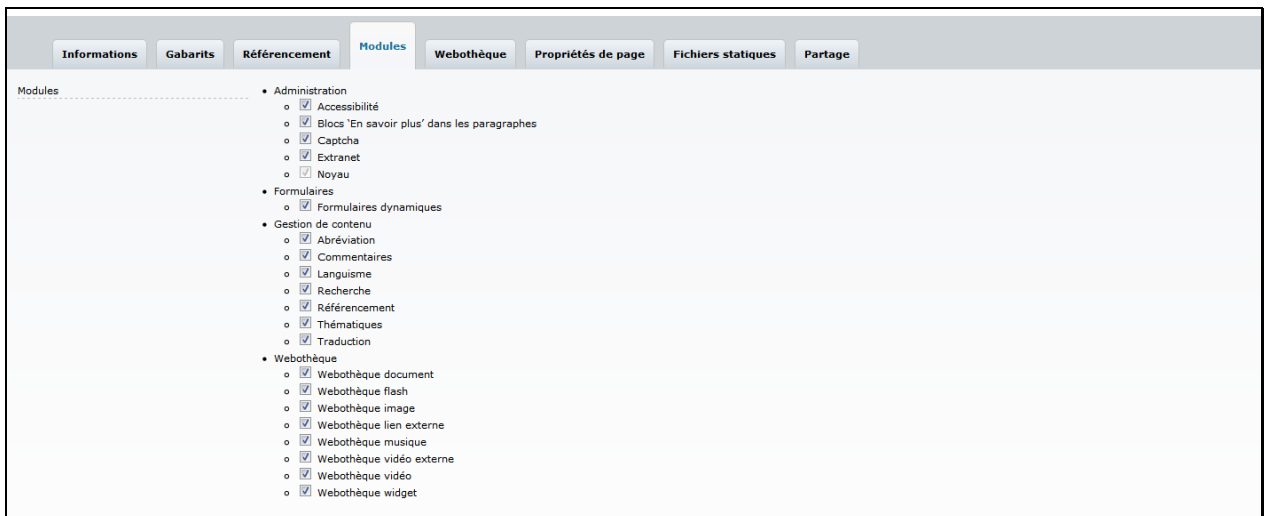 Informations Gabarits Référencement Modules Webothèque Propriétés de page Fichiers statiques Partage
Modules
Administration
Accessibilité
Blocs 'En savoir plus' dans les paragraphes
Captcha
Extranet
Noyau
Formulaires
Formulaires dynamiques
Gestion de contenu
Abréviation
Commentaires
Languisme
Recherche
Référencement
Thématiques
Traduction
Webothèque
Webothèque document
Webothèque flash
Webothèque image
Webothèque lien externe
Webothèque musique
Webothèque vidéo externe
Webothèque vidéo
Webothèque widget